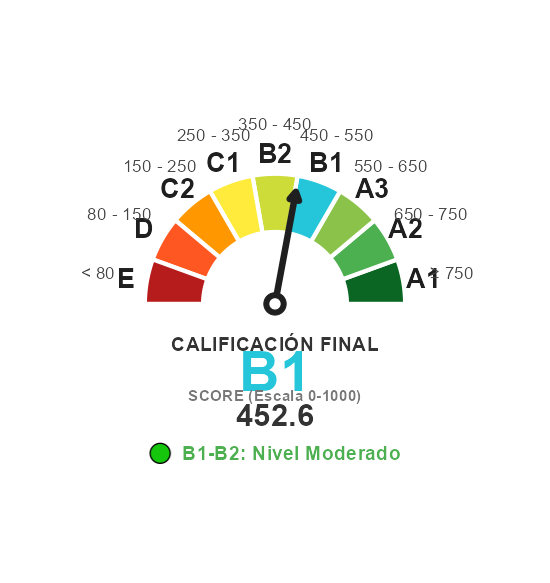 < 80
E
80 - 150
D
150 - 250
C2
250 - 350
C1
350 - 450
B2
450 - 550
B1
550 - 650
A3
650 - 750
A2
≥ 750
A1
CALIFICACIÓN FINAL
B1
SCORE (Escala 0-1000)
452.6
B1-B2: Nivel Moderado